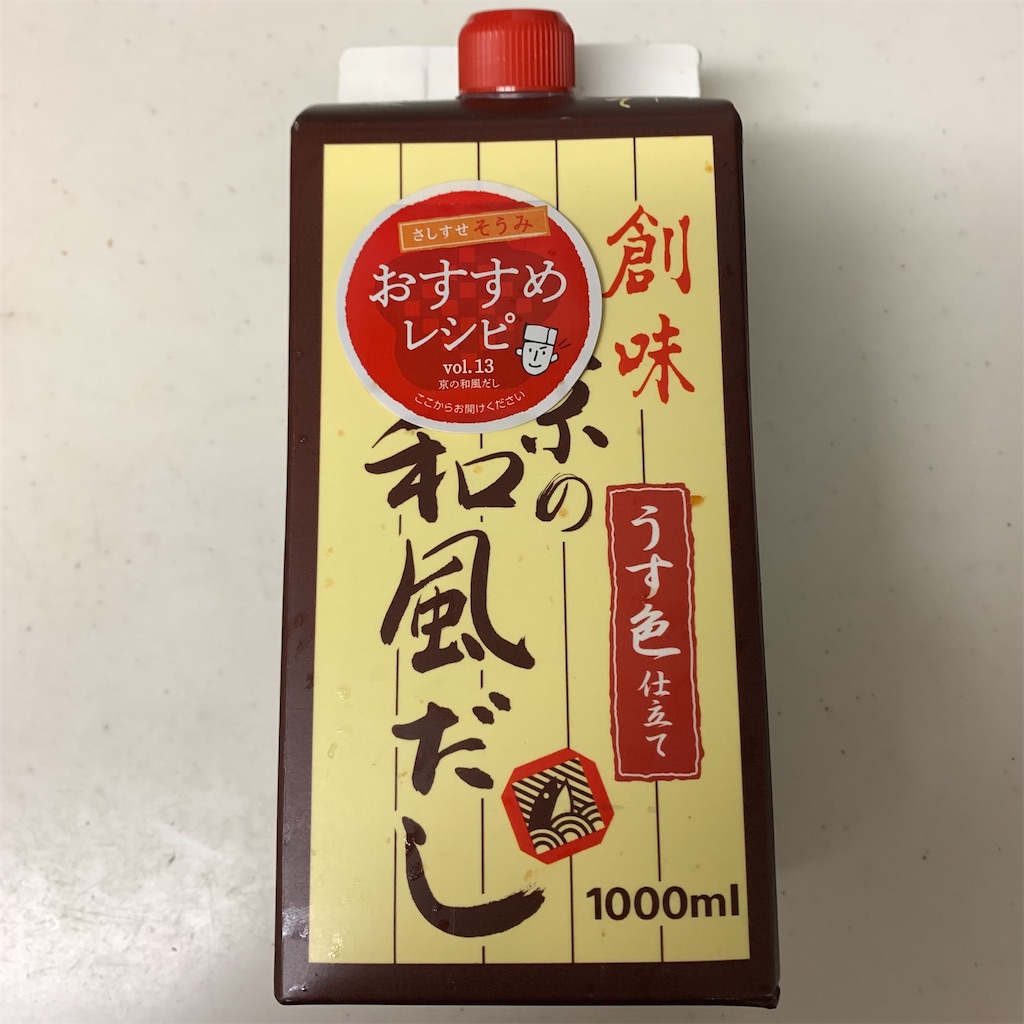 さしすせそうみ
おすすめ
レシピ
vol.13
京の和風だし
ここからお開けください
創味
京の
和風だし
うす色仕立て
1000ml